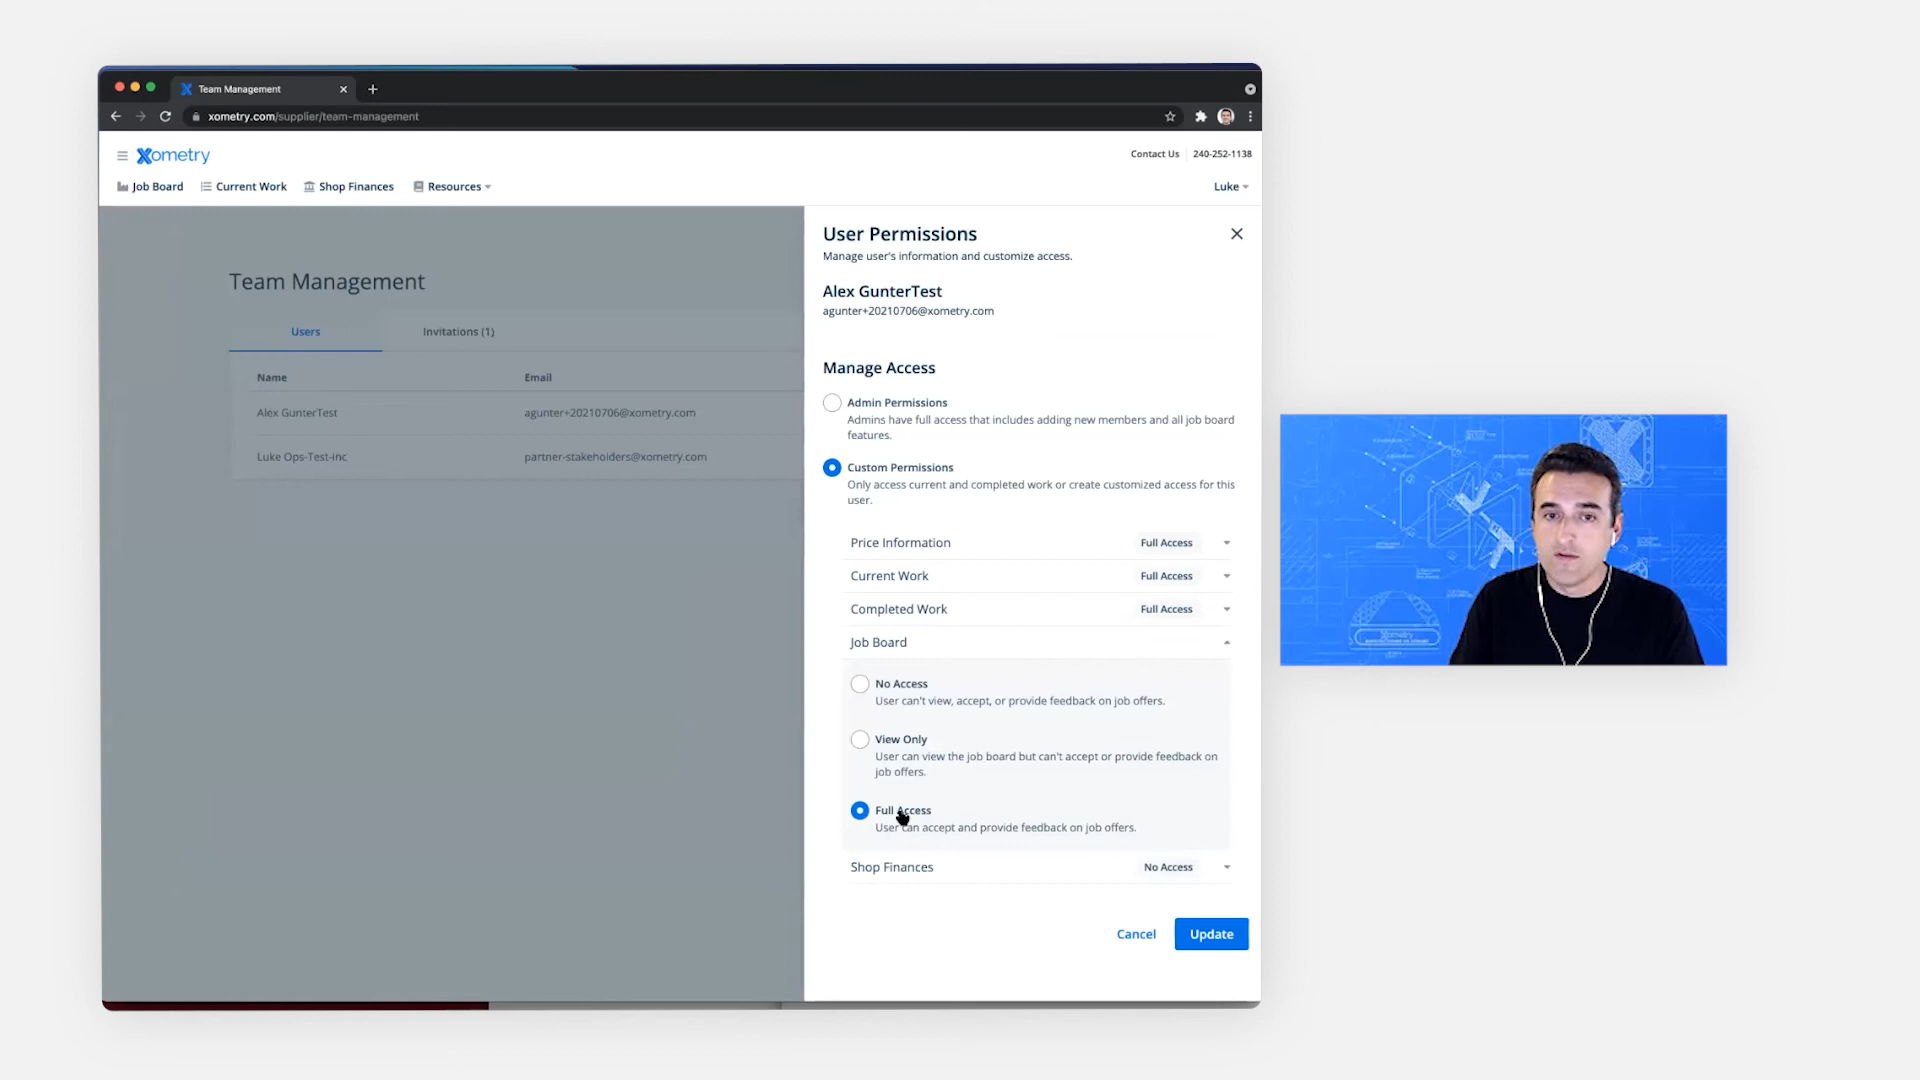 Team Management
xometry.com/supplier/team-management
Xometry
Contact Us
240-252-1138
Job Board
Current Work
Shop Finances
Resources
Luke
Team Management
Users
Invitations (1)
Name
Email
Alex GunterTest
agunter+20210706@xometry.com
Luke Ops-Test-inc
partner-stakeholders@xometry.com
User Permissions
Manage user's information and customize access.
Alex GunterTest
agunter+20210706@xometry.com
Manage Access
Admin Permissions
Admins have full access that includes adding new members and all job board
features.
Custom Permissions
Only access current and completed work or create customized access for this
user.
Price Information
Full Access
Current Work
Full Access
Completed Work
Full Access
Job Board
No Access
User can't view, accept, or provide feedback on job offers.
View Only
User can view the job board but can't accept or provide feedback on
job offers.
Full Access
User can accept and provide feedback on job offers.
Shop Finances
No Access
Cancel
Update